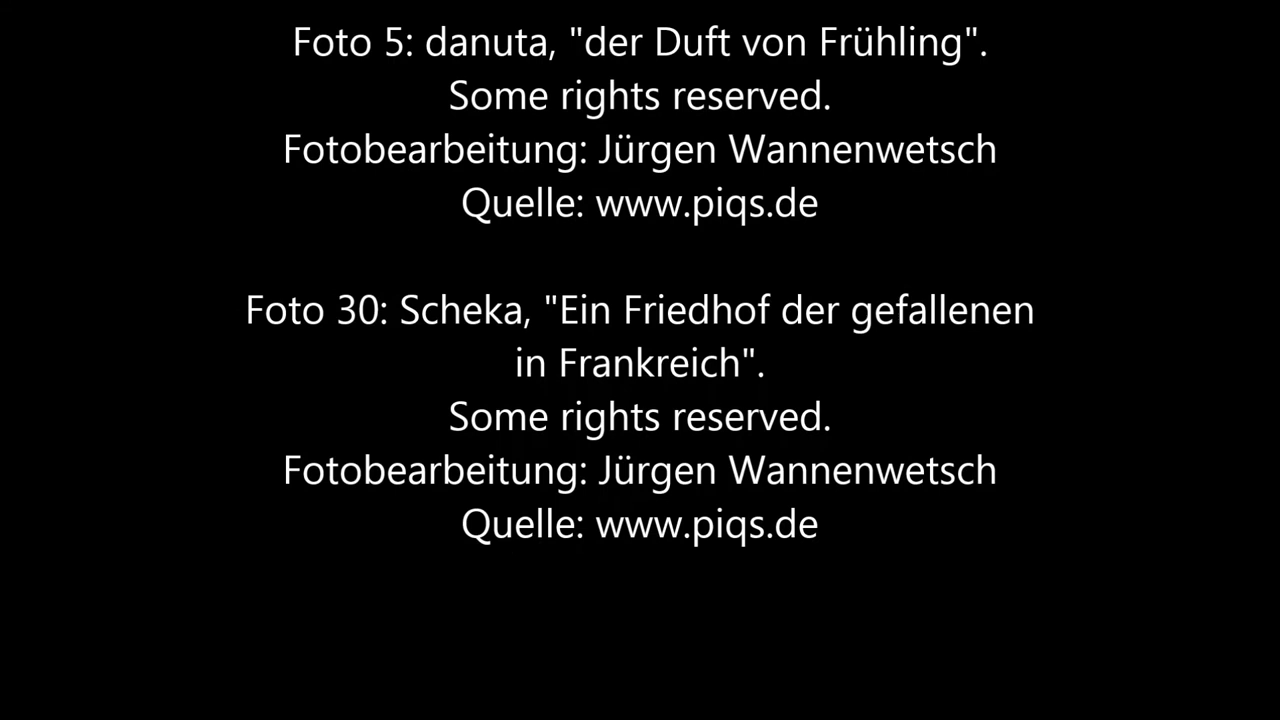 Foto 5: danuta, "der Duft von Frühling".
Some rights reserved.
Fotobearbeitung: Jürgen Wannenwetsch
Quelle: www.piqs.de
Foto 30: Scheka, "Ein Friedhof der gefallenen
in Frankreich".
Some rights reserved.
Fotobearbeitung: Jürgen Wannenwetsch
Quelle: www.piqs.de